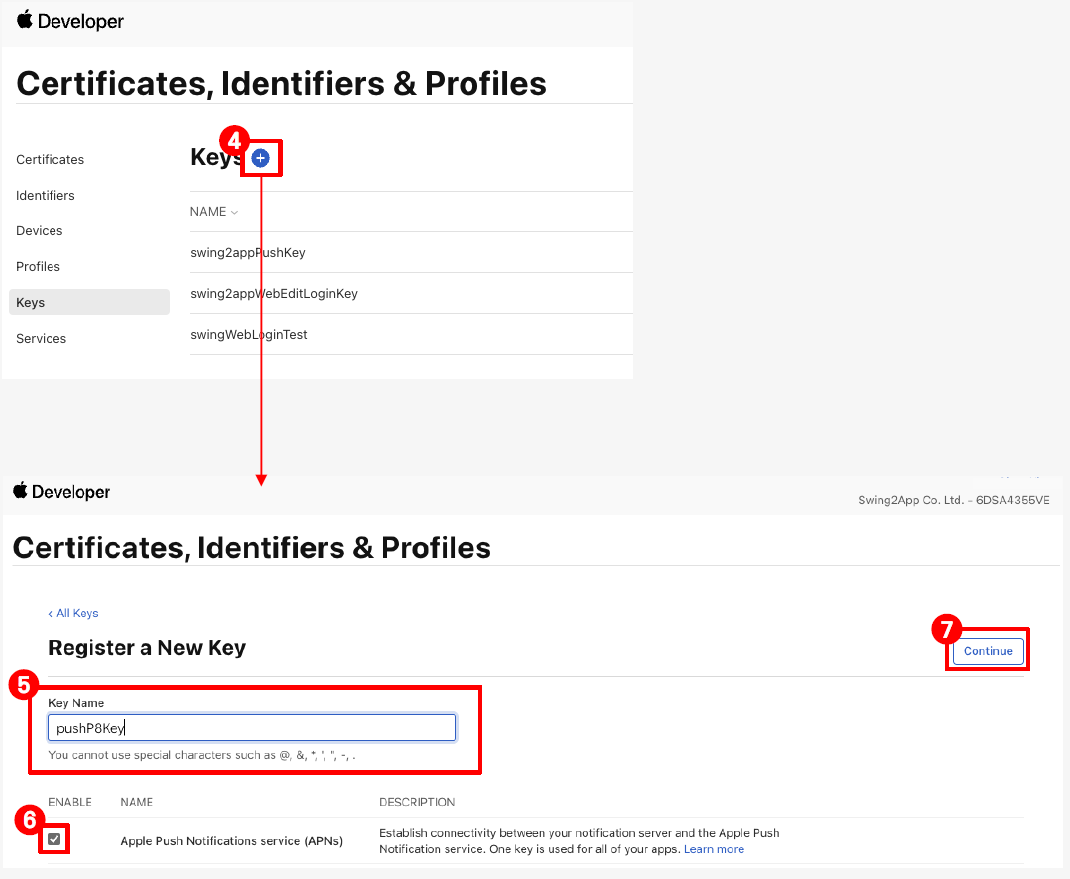 Developer
Certificates, Identifiers & Profiles
4
Keys
Certificates
Identifiers
Devices
Profiles
Keys
Services
NAME
swing2appPushKey
swing2appWebEditLoginKey
swingWebLoginTest
Developer
Swing2App Co. Ltd. - 6DSA4355VE
Certificates, Identifiers & Profiles
‹ All Keys
Register a New Key
7
Continue
5
Key Name
pushP8Key
You cannot use special characters such as @, &, *, ', ", -, .
ENABLE NAME DESCRIPTION
6
Apple Push Notifications service (APNs)
Establish connectivity between your notification server and the Apple Push
Notification service. One key is used for all of your apps. Learn more